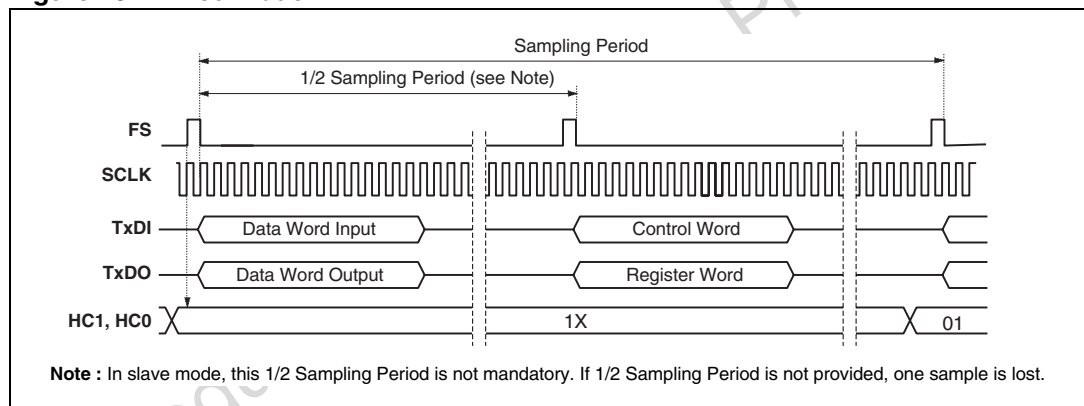 Sampling Period
1/2 Sampling Period (see Note)
FS
SCLK
TxDI Data Word Input Control Word
TxDO Data Word Output Register Word
HC1, HC0 1X 01
Note : In slave mode, this 1/2 Sampling Period is not mandatory. If 1/2 Sampling Period is not provided, one sample is lost.